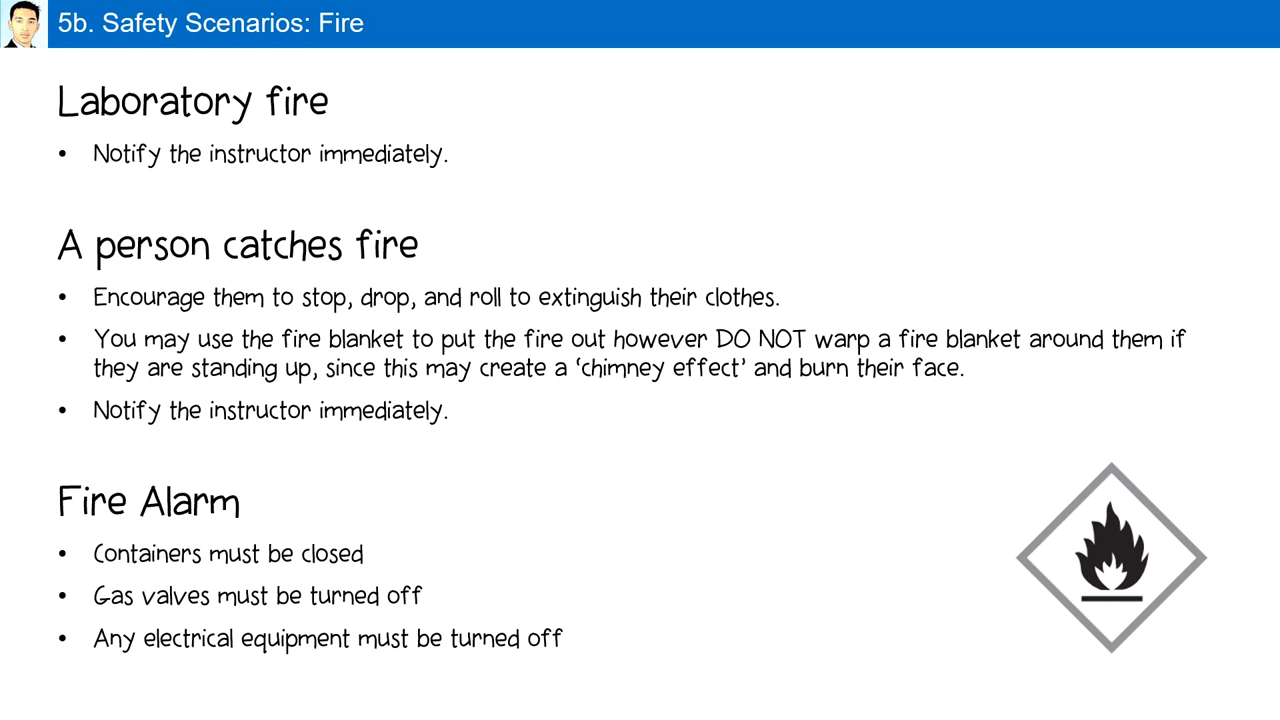 5b. Safety Scenarios: Fire
Laboratory fire
• Notify the instructor immediately.
A person catches fire
• Encourage them to stop, drop, and roll to extinguish their clothes.
• You may use the fire blanket to put the fire out however DO NOT warp a fire blanket around them if
they are standing up, since this may create a ‘chimney effect’ and burn their face.
• Notify the instructor immediately.
Fire Alarm
• Containers must be closed
• Gas valves must be turned off
• Any electrical equipment must be turned off